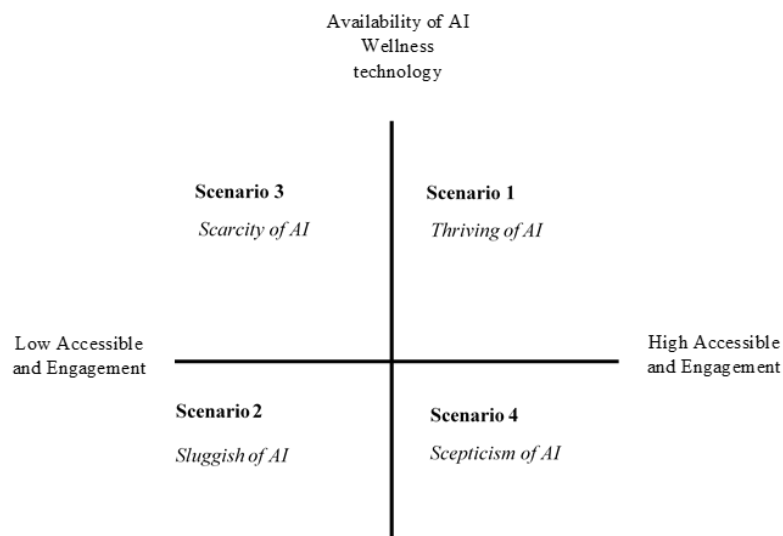 Availability of AI
Wellness
technology
Scenario 3
Scarcity of AI
Scenario 1
Thriving of AI
Low Accessible
and Engagement
High Accessible
and Engagement
Scenario 2
Sluggish of AI
Scenario 4
Scepticism of AI